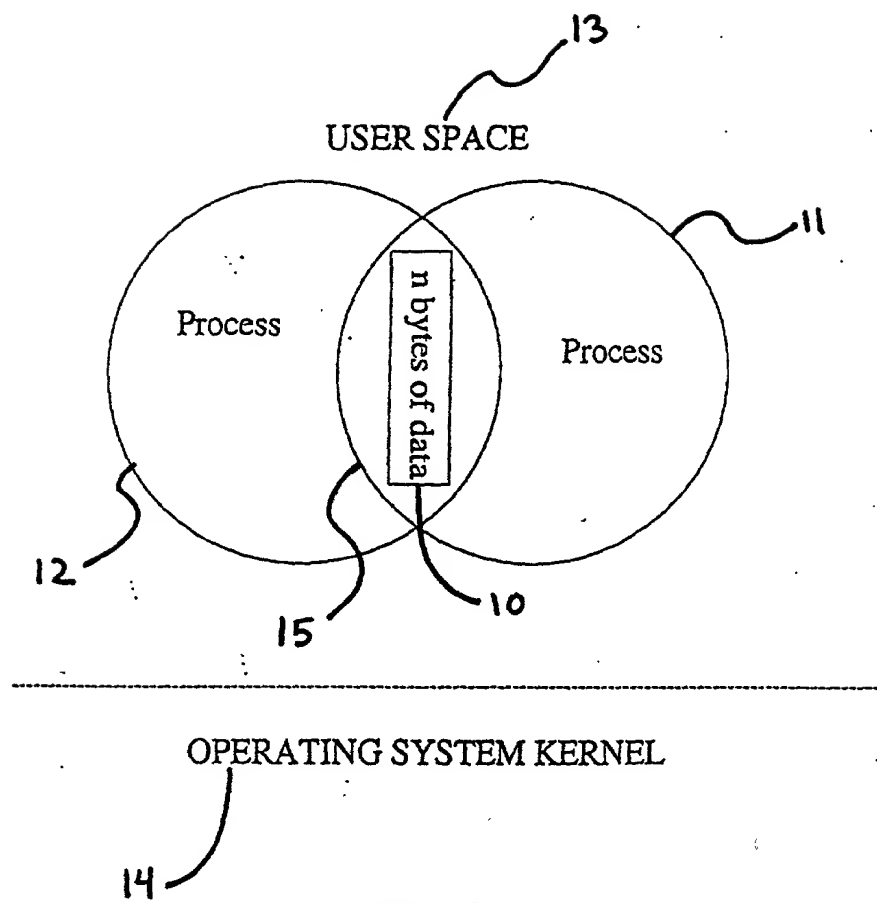 13
USER SPACE
11
Process
Process
n bytes of data
12
15
10
OPERATING SYSTEM KERNEL
14